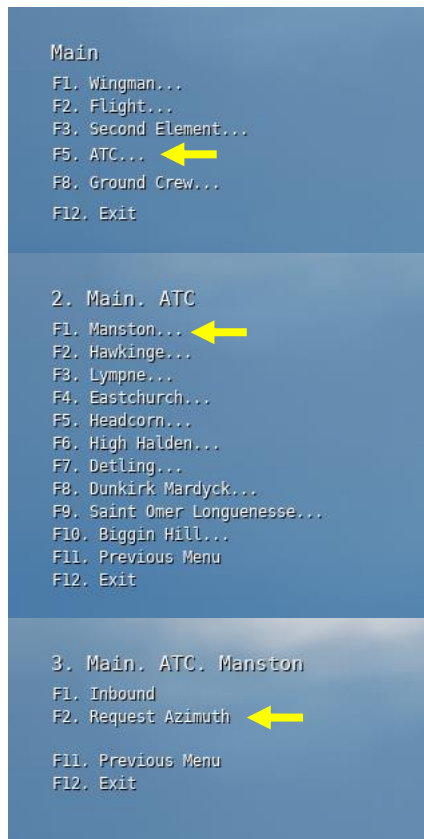 Main
F1. Wingman...
F2. Flight...
F3. Second Element...
F5. ATC...
F8. Ground Crew...
F12. Exit
2. Main. ATC
F1. Manston...
F2. Hawkinge...
F3. Lympne...
F4. Eastchurch...
F5. Headcorn...
F6. High Halden...
F7. Detling...
F8. Dunkirk Mardyck...
F9. Saint Omer Longuenesse...
F10. Biggin Hill...
F11. Previous Menu
F12. Exit
3. Main. ATC. Manston
F1. Inbound
F2. Request Azimuth
F11. Previous Menu
F12. Exit